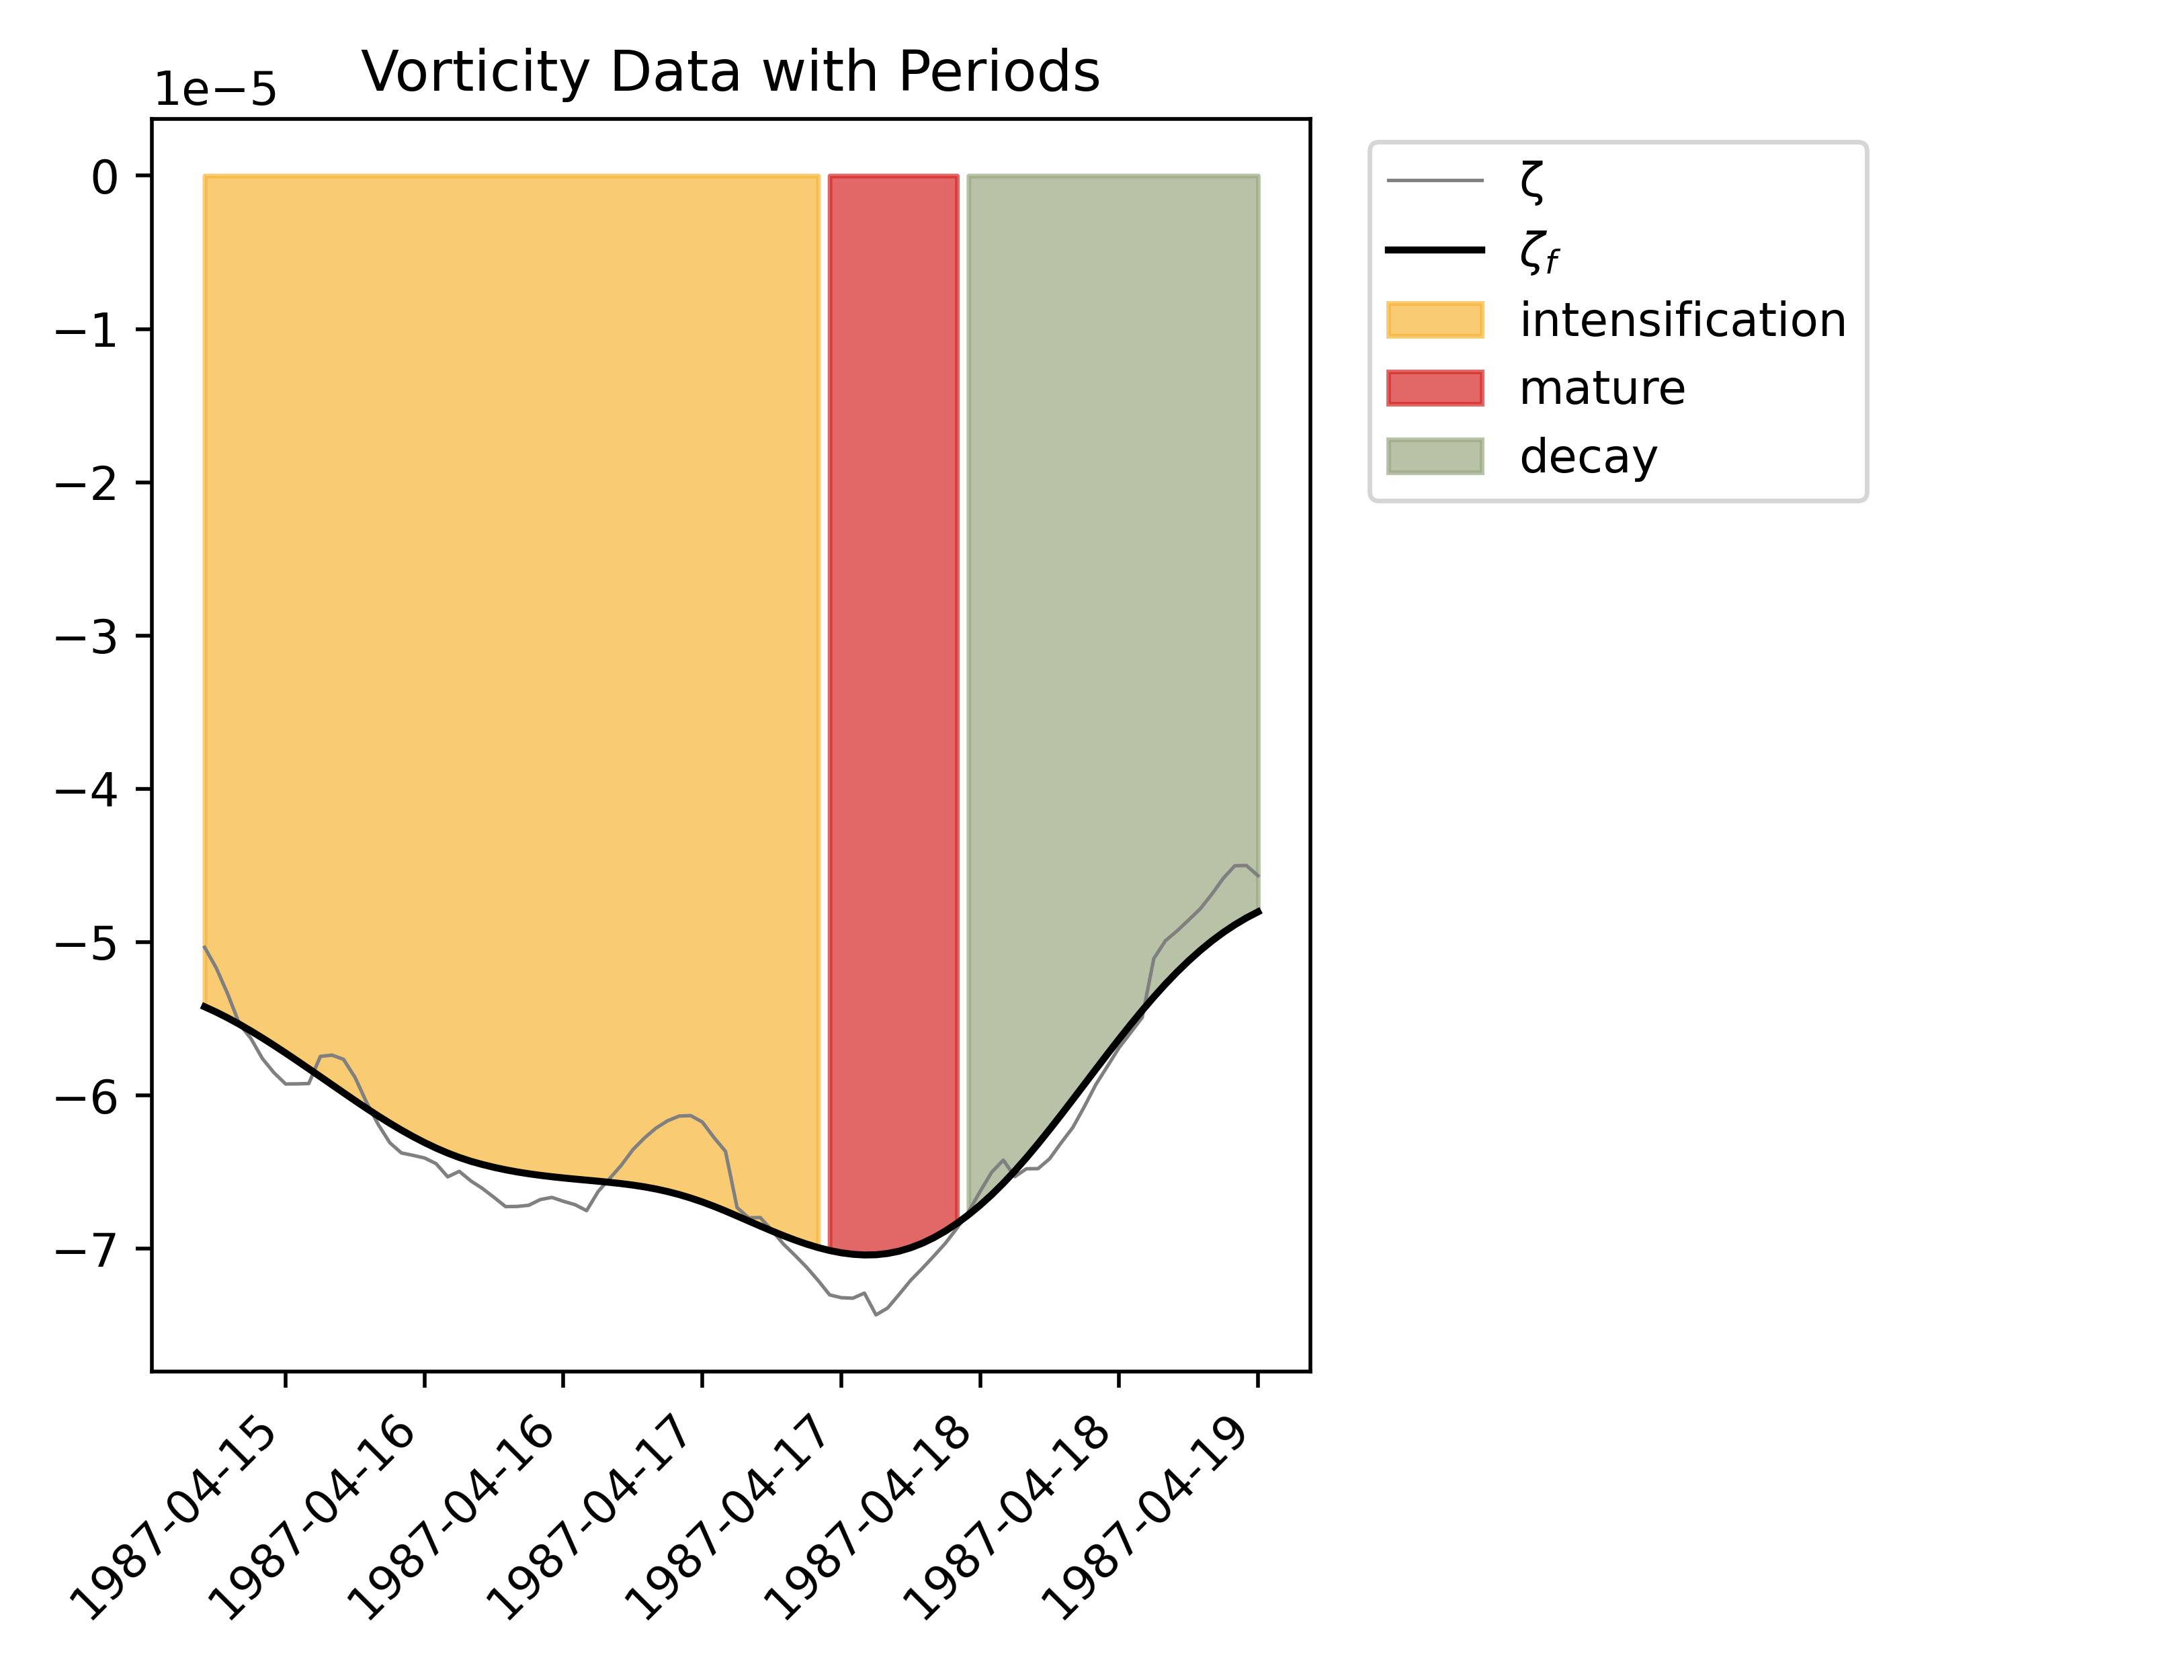 Vorticity Data with Periods
1e−5
0
−1
−2
−3
−4
−5
−6
−7
1987-04-15
1987-04-16
1987-04-16
1987-04-17
1987-04-17
1987-04-18
1987-04-18
1987-04-19
ζ
ζf
intensification
mature
decay